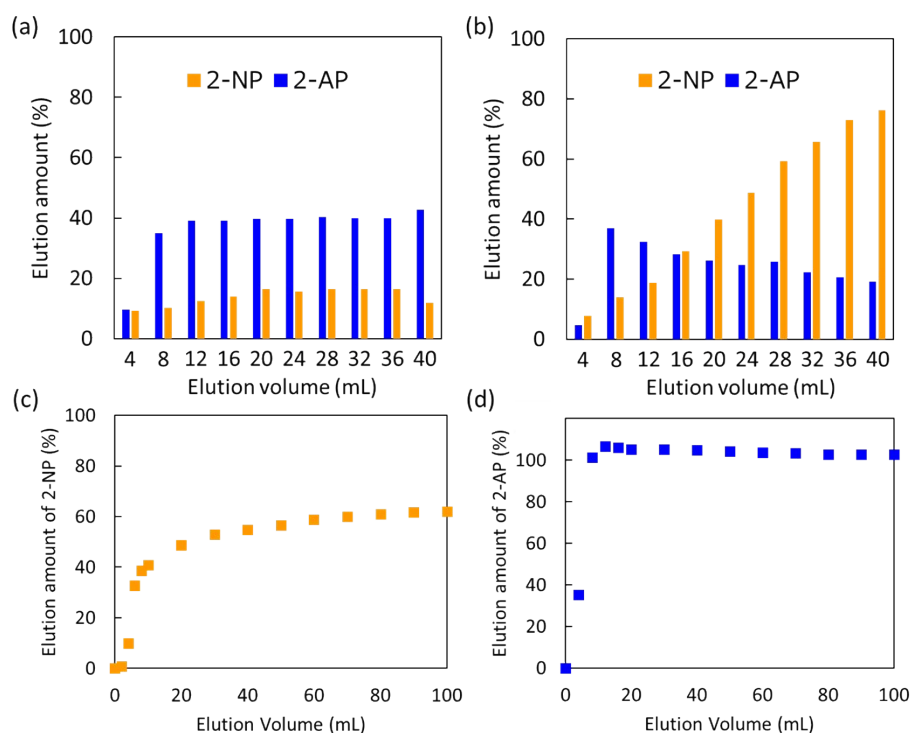 (a)
100
80
60
40
20
0
Elution amount (%)
2-NP 2-AP
4 8 12 16 20 24 28 32 36 40
Elution volume (mL)
(b)
100
80
60
40
20
0
Elution amount (%)
2-NP 2-AP
4 8 12 16 20 24 28 32 36 40
Elution volume (mL)
(c)
100
80
60
40
20
0
Elution amount of 2-NP (%)
0 20 40 60 80 100
Elution Volume (mL)
(d)
100
80
60
40
20
0
Elution amount of 2-AP (%)
0 20 40 60 80 100
Elution Volume (mL)